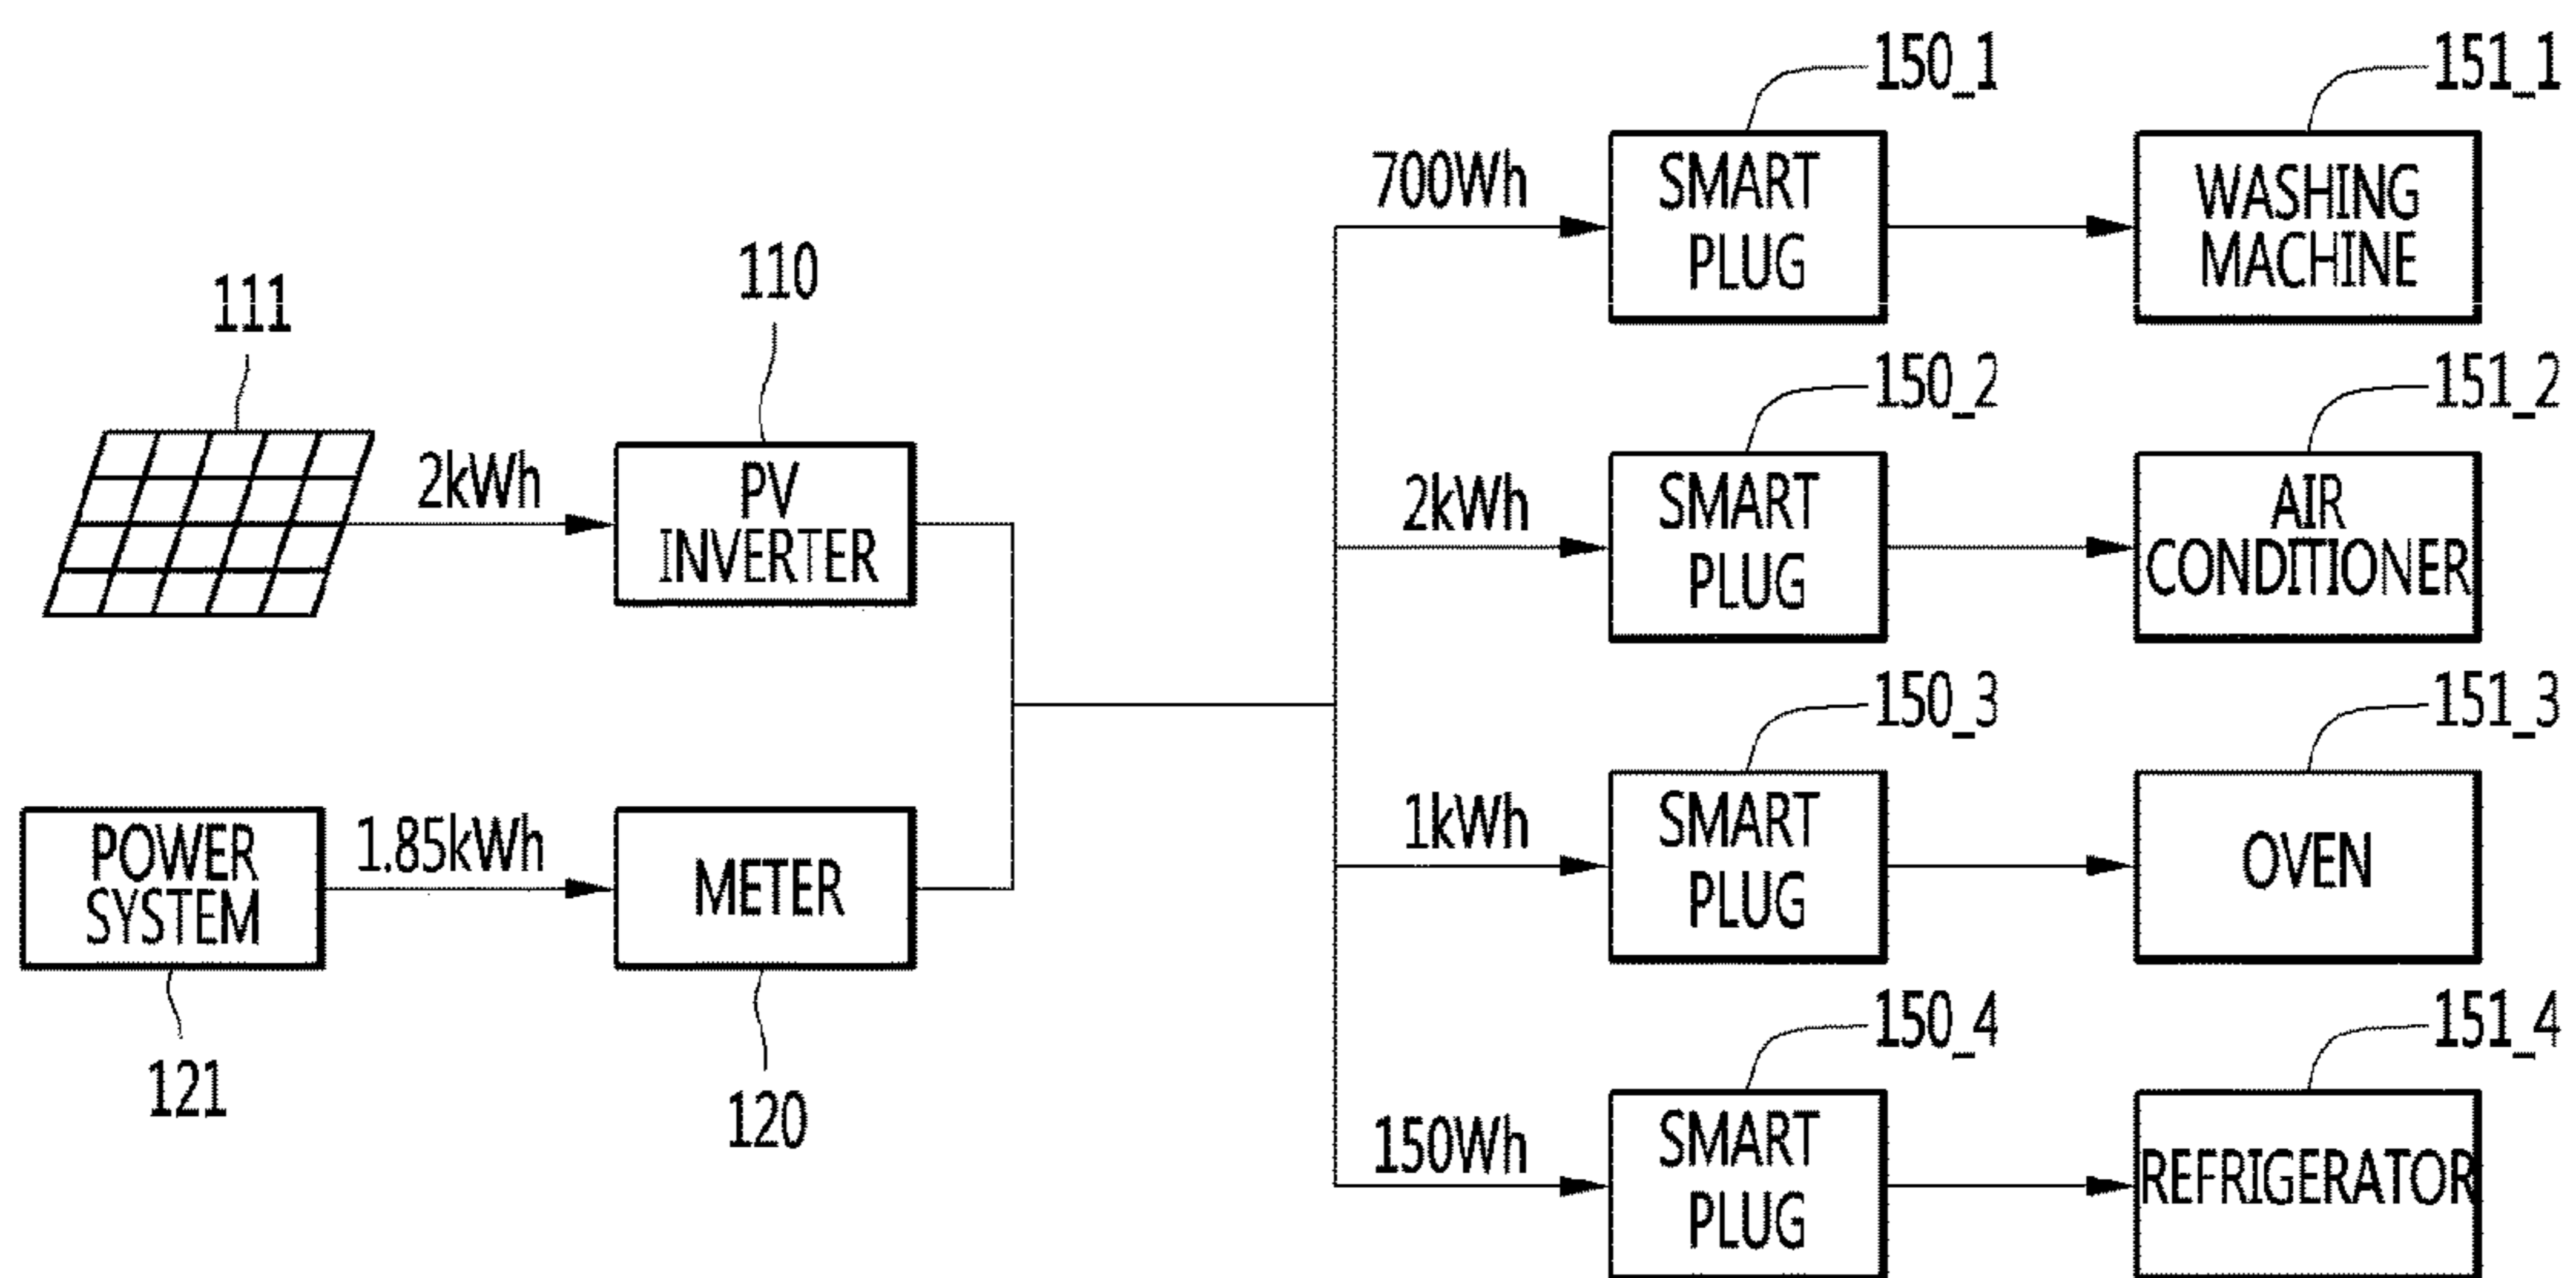 150_1
151_1
700Wh
SMART
PLUG
WASHING
MACHINE
111
110
150_2
151_2
2kWh
PV
INVERTER
2kWh
SMART
PLUG
AIR
CONDITIONER
150_3
151_3
POWER
SYSTEM
1.85kWh
METER
1kWh
SMART
PLUG
OVEN
150_4
151_4
121
120
150Wh
SMART
PLUG
REFRIGERATOR